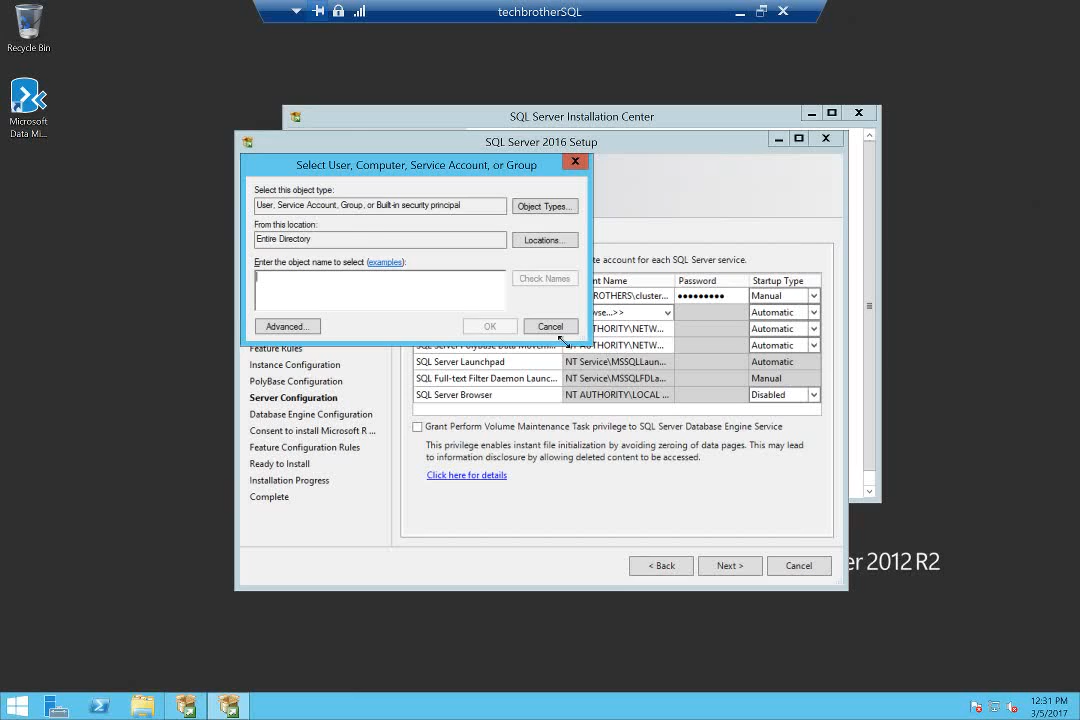 techbrotherSQL
Recycle Bin
Microsoft
Data Mi...
SQL Server Installation Center
SQL Server 2016 Setup
Select User, Computer, Service Account, or Group
Select this object type:
User, Service Account, Group, or Built-in security principal
Object Types...
From this location:
Entire Directory
Locations...
Enter the object name to select (examples):
Check Names
Advanced...
OK
Cancel
te account for each SQL Server service.
nt Name
Password
Startup Type
ROTHERS\cluster...
●●●●●●●●●
Manual
wse...>>
Automatic
AUTHORITY\NETW...
Automatic
SQL Server Polybase Data Movem...
AUTHORITY\NETW...
Automatic
SQL Server Launchpad
NT Service\MSSQLLaun...
Automatic
SQL Full-text Filter Daemon Launc...
NT Service\MSSQLFDLa...
Manual
SQL Server Browser
NT AUTHORITY\LOCAL ...
Disabled
Feature Rules
Instance Configuration
PolyBase Configuration
Server Configuration
Database Engine Configuration
Consent to install Microsoft R ...
Feature Configuration Rules
Ready to Install
Installation Progress
Complete
Grant Perform Volume Maintenance Task privilege to SQL Server Database Engine Service
This privilege enables instant file initialization by avoiding zeroing of data pages. This may lead
to information disclosure by allowing deleted content to be accessed.
Click here for details
< Back
Next >
Cancel
er 2012 R2
12:31 PM
3/5/2017